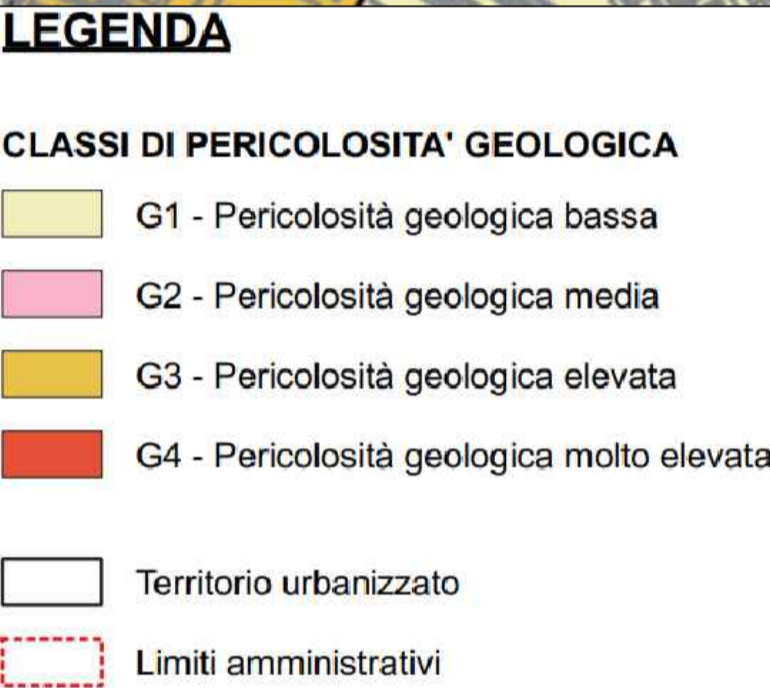 LEGENDA
CLASSI DI PERICOLOSITA' GEOLOGICA
G1 - Pericolosità geologica bassa
G2 - Pericolosità geologica media
G3 - Pericolosità geologica elevata
G4 - Pericolosità geologica molto elevata
Territorio urbanizzato
Limiti amministrativi